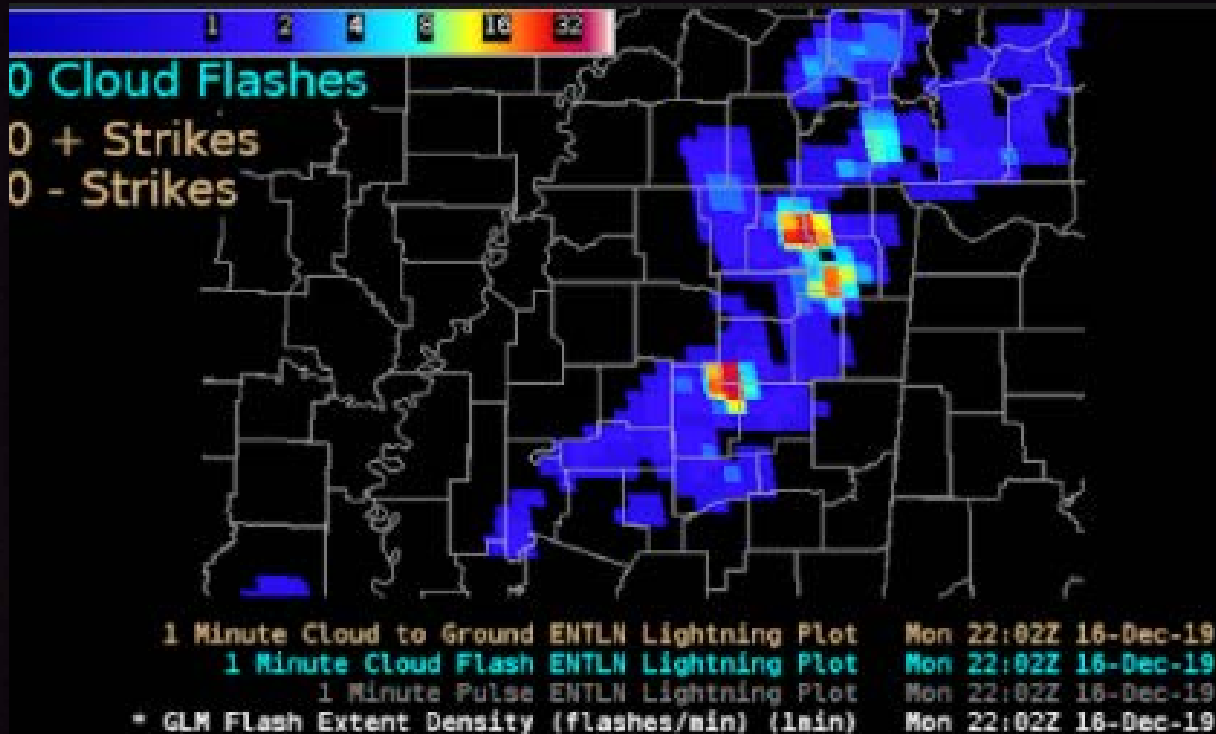 1 2 4 8 16 32
0 Cloud Flashes
0 + Strikes
0 - Strikes
1 Minute Cloud to Ground ENTLN Lightning Plot Mon 22:02Z 16-Dec-19
1 Minute Cloud Flash ENTLN Lightning Plot Mon 22:02Z 16-Dec-19
1 Minute Pulse ENTLN Lightning Plot Mon 22:02Z 16-Dec-19
* GLM Flash Extent Density (flashes/min) (1min) Mon 22:02Z 16-Dec-19